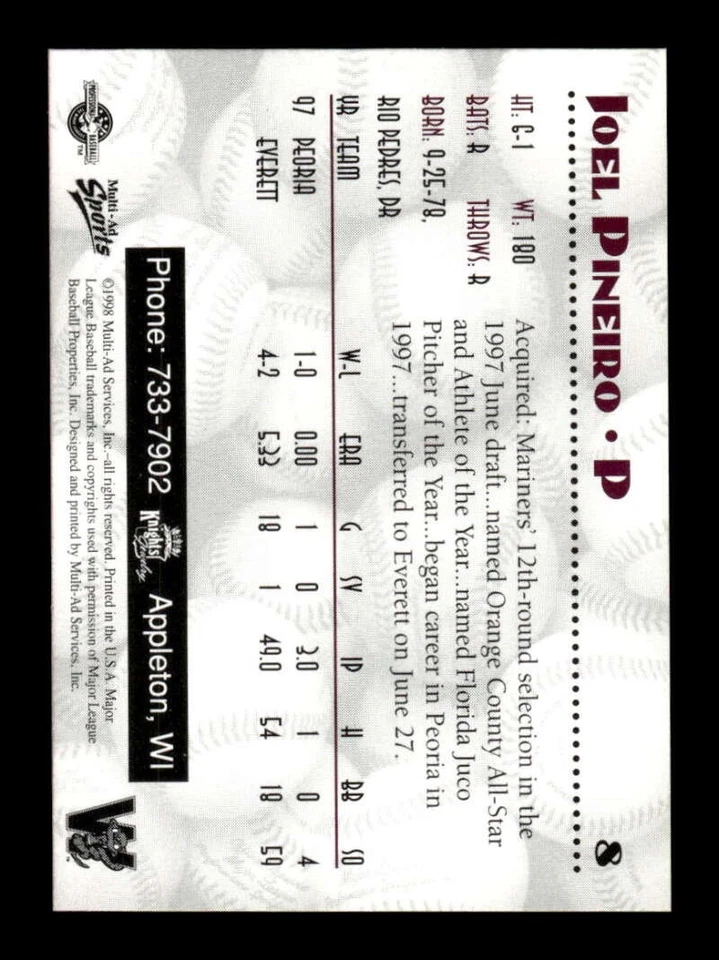 JOEL PINEIRO • P 8
HT: 6-1 WT: 180
BATS: R THROWS: R
BORN: 9-25-78,
RIO PEDRES, PR
Acquired: Mariners' 12th-round selection in the
1997 June draft...named Orange County All-Star
and Athlete of the Year...named Florida Juco
Pitcher of the Year...began career in Peoria in
1997...transferred to Everett on June 27.
YR TEAM W-L ERA G SV IP H BB SO
97 PEORIA 1-0 0.00 1 0 3.0 1 0 4
EVERETT 4-2 5.33 18 1 49.0 54 18 59
Phone: 733-7902 Knights Appleton, WI
PROFESSIONAL BASEBALL
TM
Multi-Ad
Sports
©1998 Multi-Ad Services, Inc.–all rights reserved. Printed in the U.S.A. Major
League Baseball trademarks and copyrights used with permission of Major League
Baseball Properties, Inc. Designed and printed by Multi-Ad Services, Inc.
W